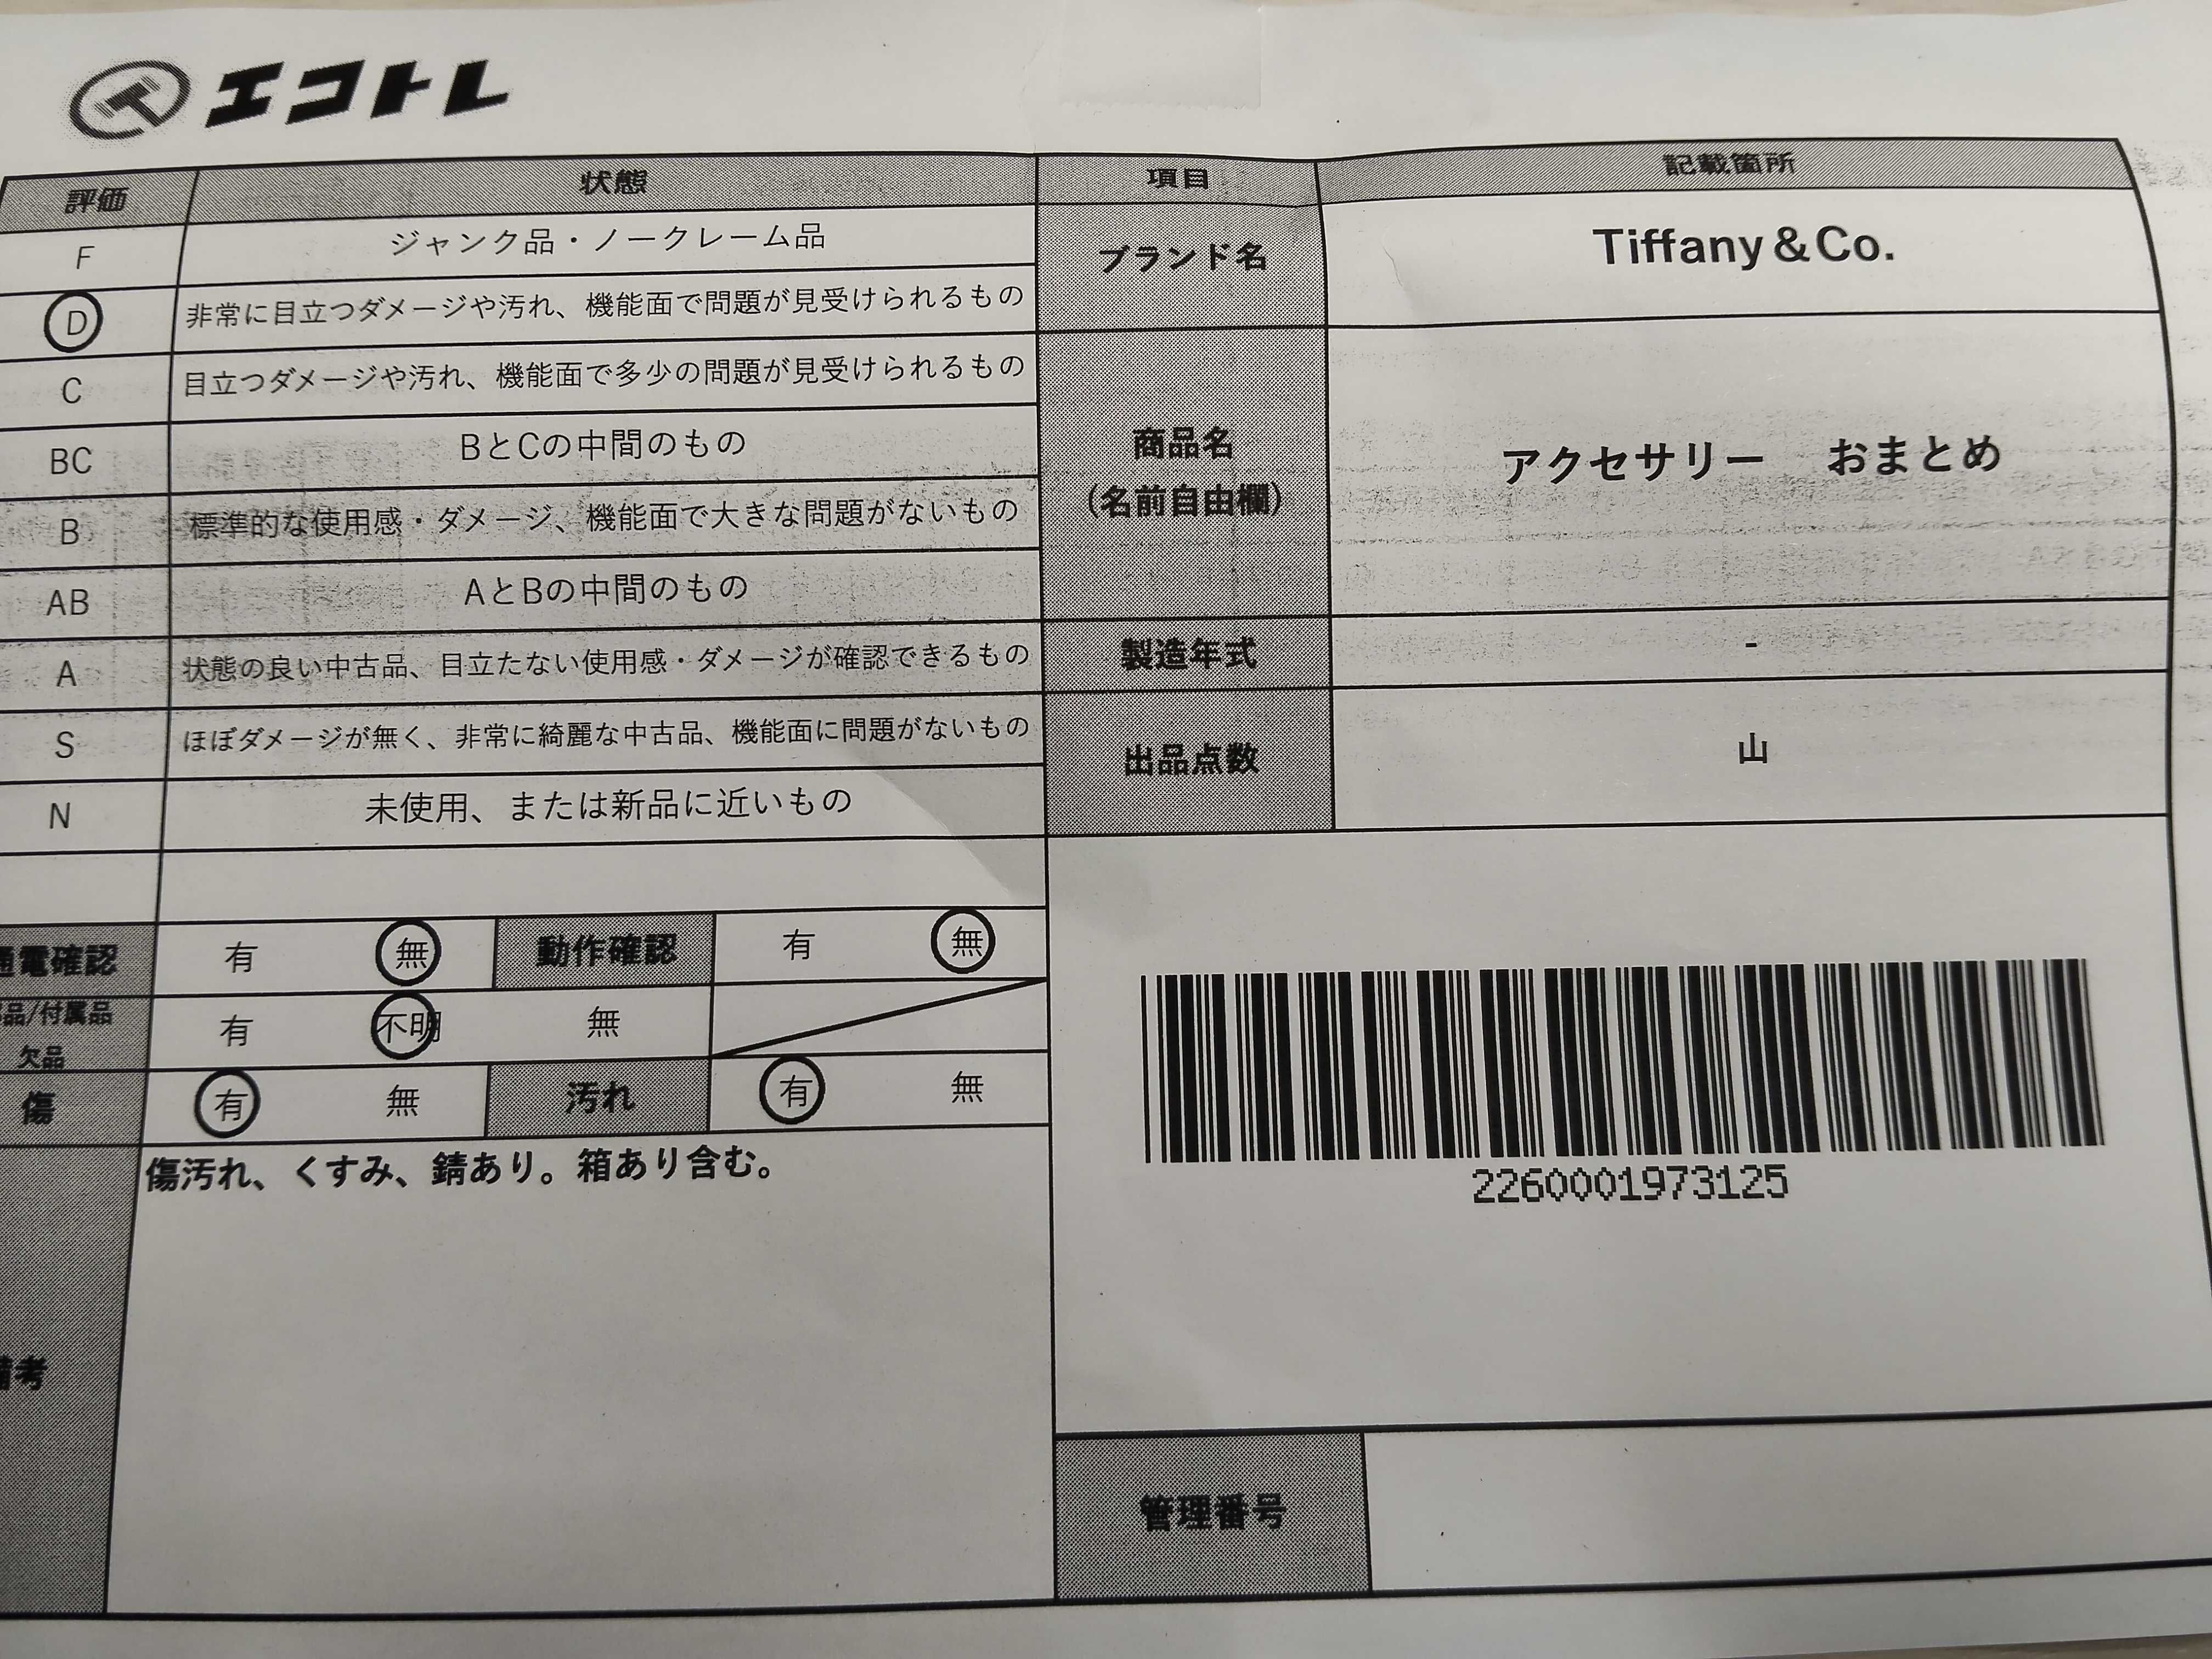 エコトレ
評価 状態
F ジャンク品・ノークレーム品
D 非常に目立つダメージや汚れ、機能面で問題が見受けられるもの
C 目立つダメージや汚れ、機能面で多少の問題が見受けられるもの
BC BとCの中間のもの
B 標準的な使用感・ダメージ、機能面で大きな問題がないもの
AB AとBの中間のもの
A 状態の良い中古品、目立たない使用感・ダメージが確認できるもの
S ほぼダメージが無く、非常に綺麗な中古品、機能面に問題がないもの
N 未使用、または新品に近いもの
通電確認 有 無 動作確認 有 無
品/付属品 有 不明 無
欠品
傷 有 無 汚れ 有 無
備考 傷汚れ、くすみ、錆あり。箱あり含む。
項目 記載箇所
ブランド名 Tiffany&Co.
商品名 アクセサリー おまとめ
(名前自由欄)
製造年式 -
出品点数 山
2260001973125
管理番号